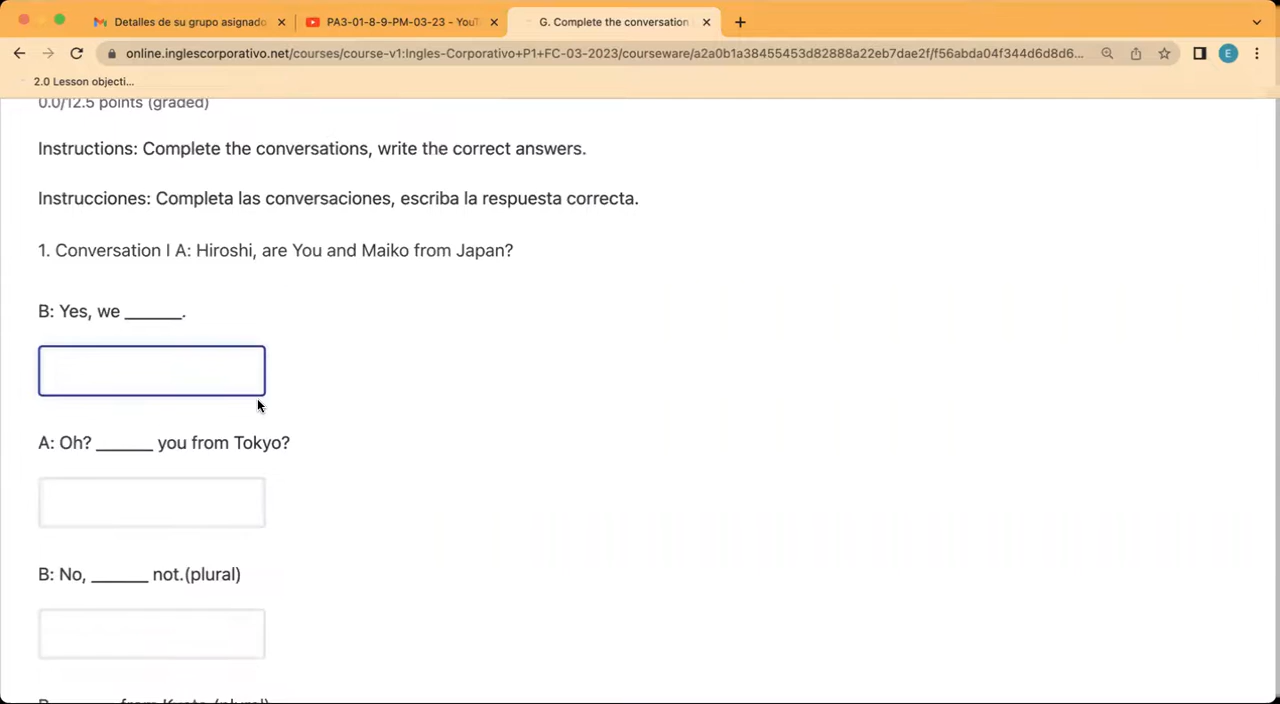 Detalles de su grupo asignado
PA3-01-8-9-PM-03-23 - YouT
G. Complete the conversation
online.inglescorporativo.net/courses/course-v1:Ingles-Corporativo+P1+FC-03-2023/courseware/a2a0b1a38455453d82888a22eb7dae2f/f56abda04f344d6d8d6...
E
2.0 Lesson objecti...
0.0/12.5 points (graded)
Instructions: Complete the conversations, write the correct answers.
Instrucciones: Completa las conversaciones, escriba la respuesta correcta.
1. Conversation I A: Hiroshi, are You and Maiko from Japan?
B: Yes, we ______.
A: Oh? ______ you from Tokyo?
B: No, ______ not.(plural)